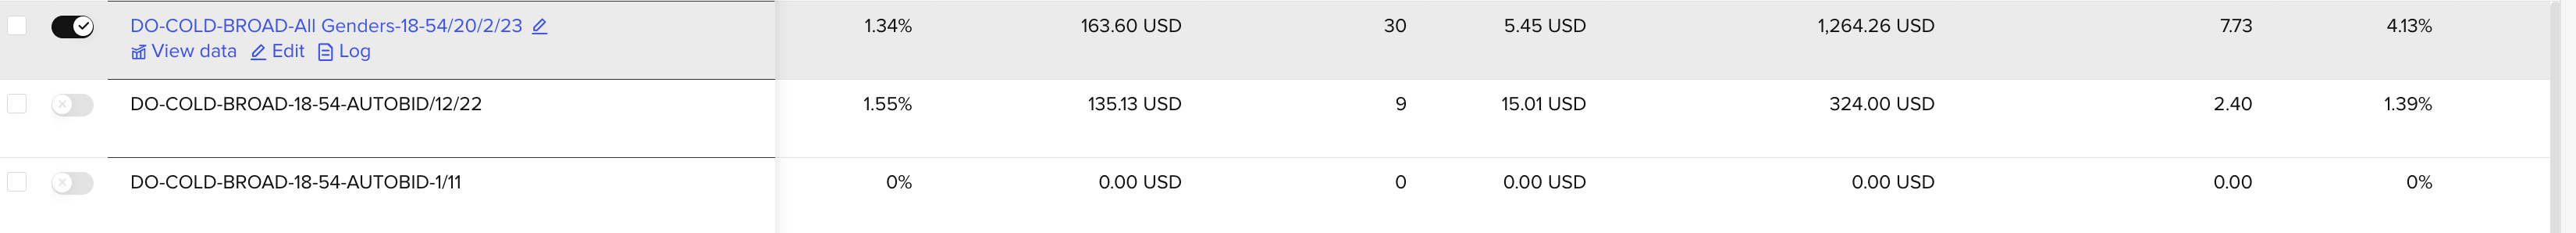 DO-COLD-BROAD-All Genders-18-54/20/2/23 1.34% 163.60 USD 30 5.45 USD 1,264.26 USD 7.73 4.13%
View data Edit Log
DO-COLD-BROAD-18-54-AUTOBID/12/22 1.55% 135.13 USD 9 15.01 USD 324.00 USD 2.40 1.39%
DO-COLD-BROAD-18-54-AUTOBID-1/11 0% 0.00 USD 0 0.00 USD 0.00 USD 0.00 0%